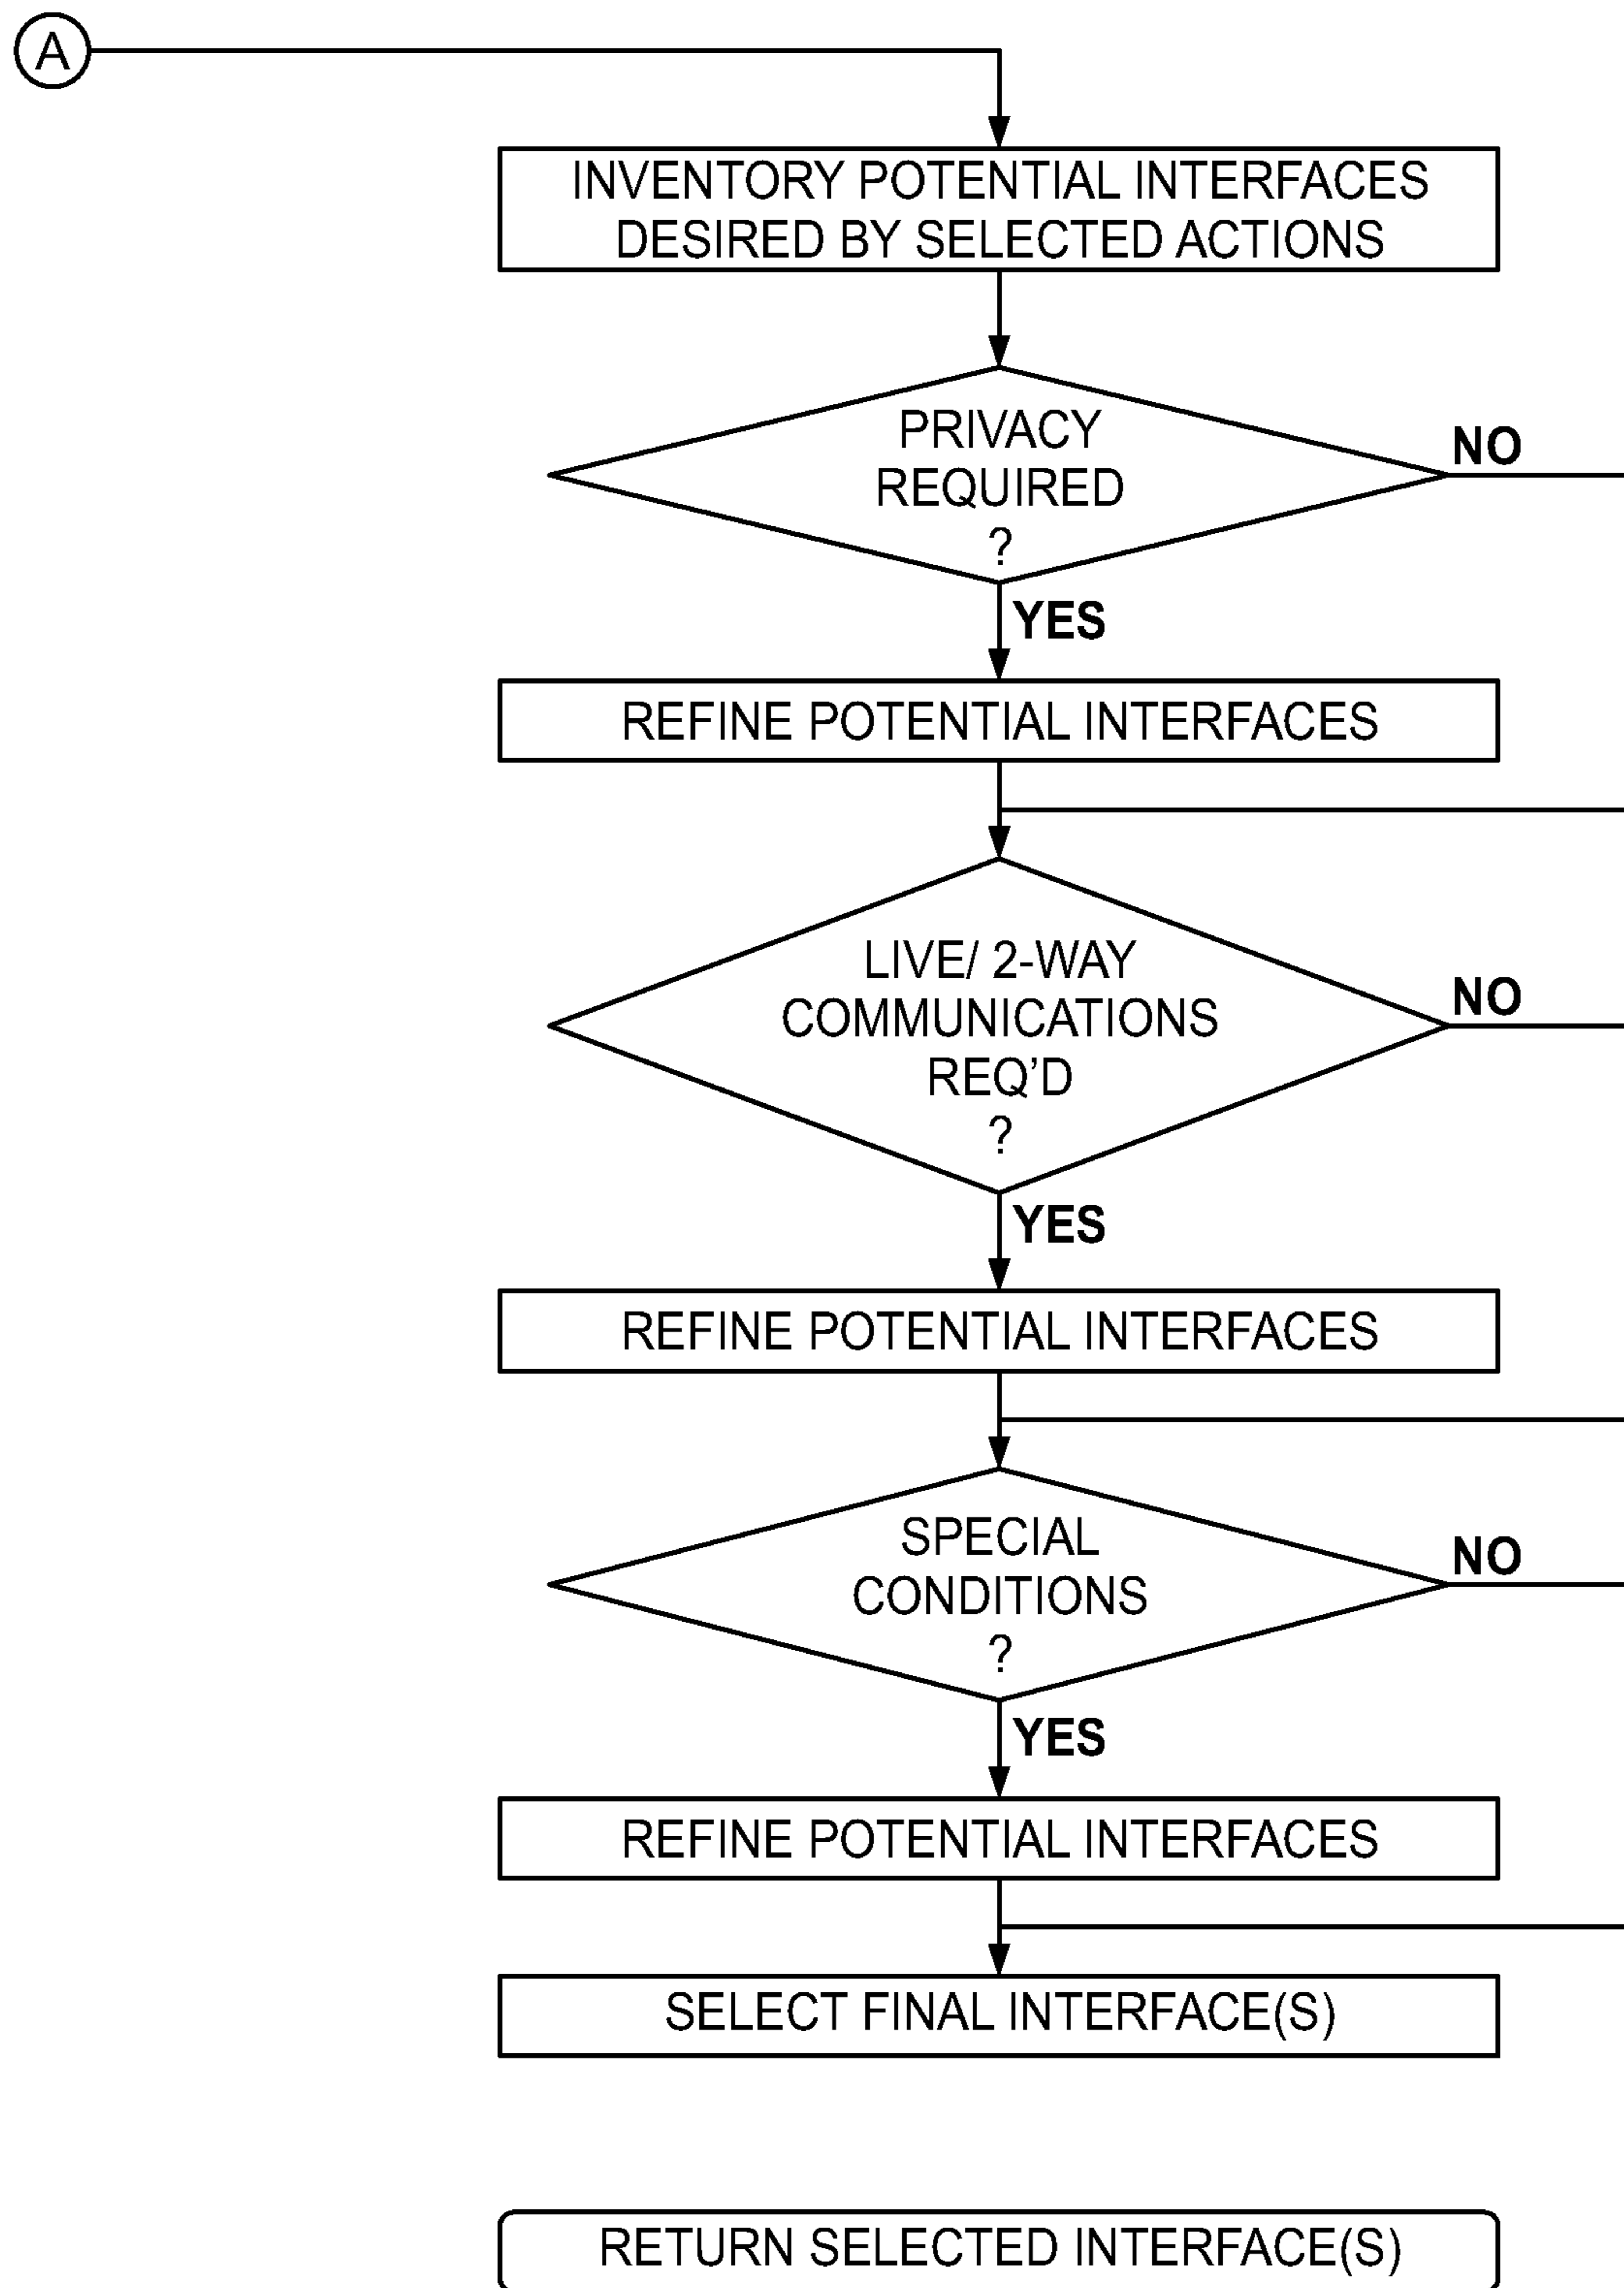 A
INVENTORY POTENTIAL INTERFACES
DESIRED BY SELECTED ACTIONS
PRIVACY
REQUIRED
?
NO
YES
REFINE POTENTIAL INTERFACES
LIVE/ 2-WAY
COMMUNICATIONS
REQ’D
?
NO
YES
REFINE POTENTIAL INTERFACES
SPECIAL
CONDITIONS
?
NO
YES
REFINE POTENTIAL INTERFACES
SELECT FINAL INTERFACE(S)
RETURN SELECTED INTERFACE(S)